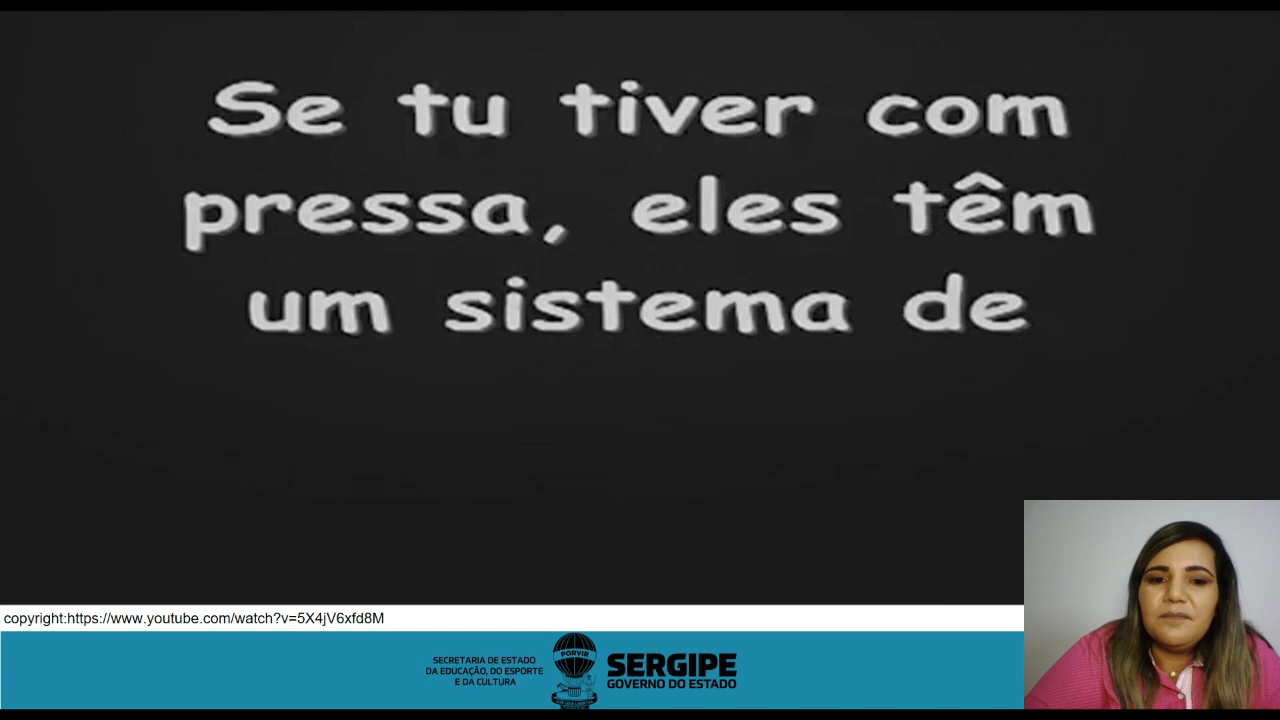 Se tu tiver com
pressa, eles têm
um sistema de
copyright:https://www.youtube.com/watch?v=5X4jV6xfd8M
SECRETARIA DE ESTADO
DA EDUCAÇÃO, DO ESPORTE
E DA CULTURA
PORVIR
SERGIPE
GOVERNO DO ESTADO